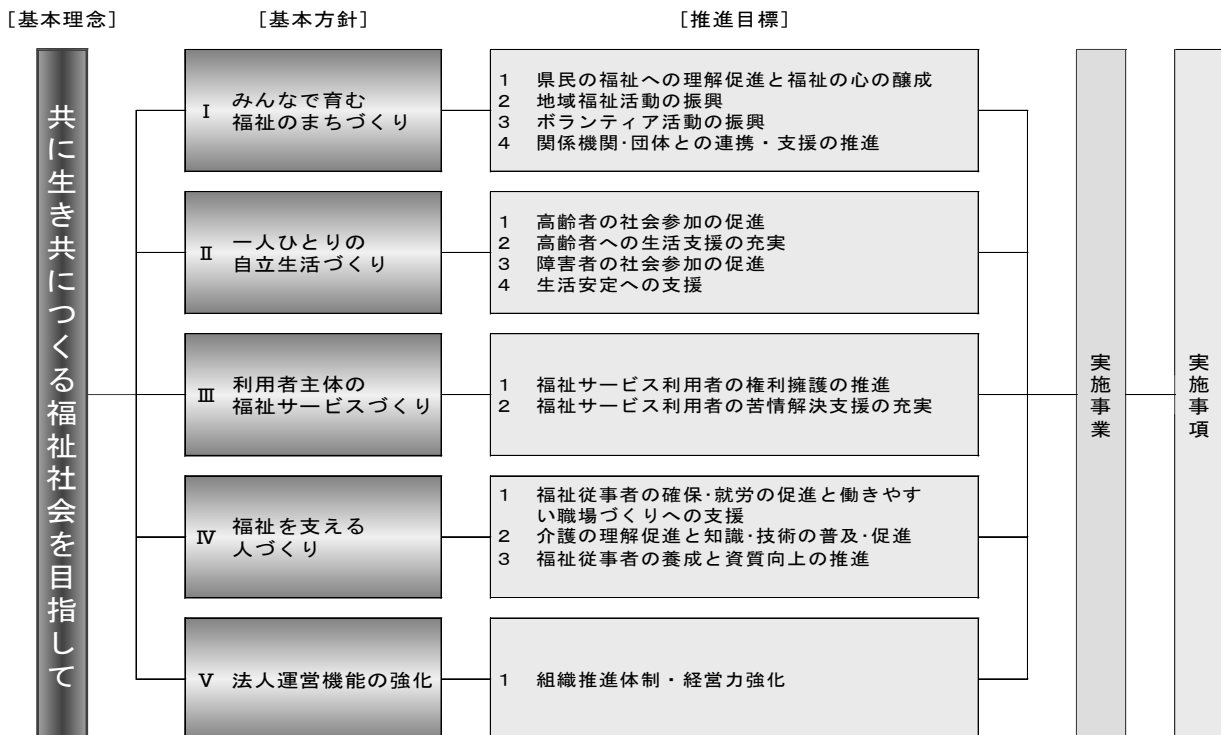 [基本理念]
[基本方針]
[推進目標]
共に生き共につくる福祉社会を目指して
Ⅰ みんなで育む
福祉のまちづくり
1 県民の福祉への理解促進と福祉の心の醸成
2 地域福祉活動の振興
3 ボランティア活動の振興
4 関係機関･団体との連携・支援の推進
Ⅱ 一人ひとりの
自立生活づくり
1 高齢者の社会参加の促進
2 高齢者への生活支援の充実
3 障害者の社会参加の促進
4 生活安定への支援
Ⅲ 利用者主体の
福祉サービスづくり
1 福祉サービス利用者の権利擁護の推進
2 福祉サービス利用者の苦情解決支援の充実
Ⅳ 福祉を支える
人づくり
1 福祉従事者の確保･就労の促進と働きやす
い職場づくりへの支援
2 介護の理解促進と知識･技術の普及･促進
3 福祉従事者の養成と資質向上の推進
Ⅴ 法人運営機能の強化
1 組織推進体制・経営力強化
実施事業
実施事項